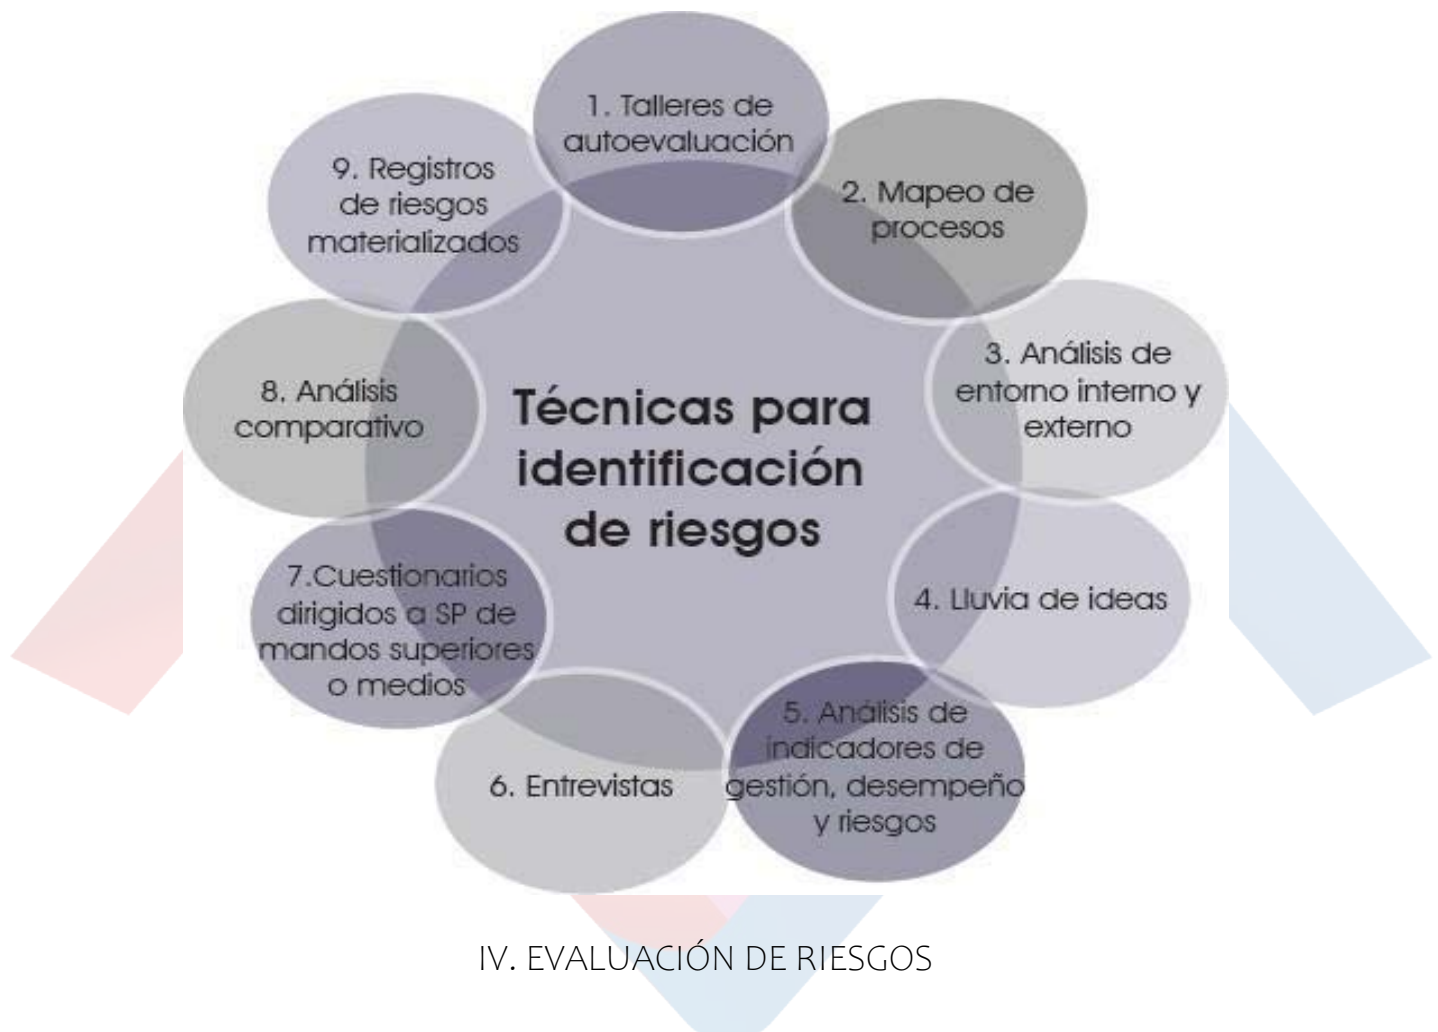 1. Talleres de
autoevaluación
2. Mapeo de
procesos
3. Análisis de
entorno interno y
externo
4. Lluvia de ideas
5. Análisis de
indicadores de
gestión, desempeño
y riesgos
6. Entrevistas
7.Cuestionarios
dirigidos a SP de
mandos superiores
o medios
8. Análisis
comparativo
9. Registros
de riesgos
materializados
Técnicas para
identificación
de riesgos
IV. EVALUACIÓN DE RIESGOS